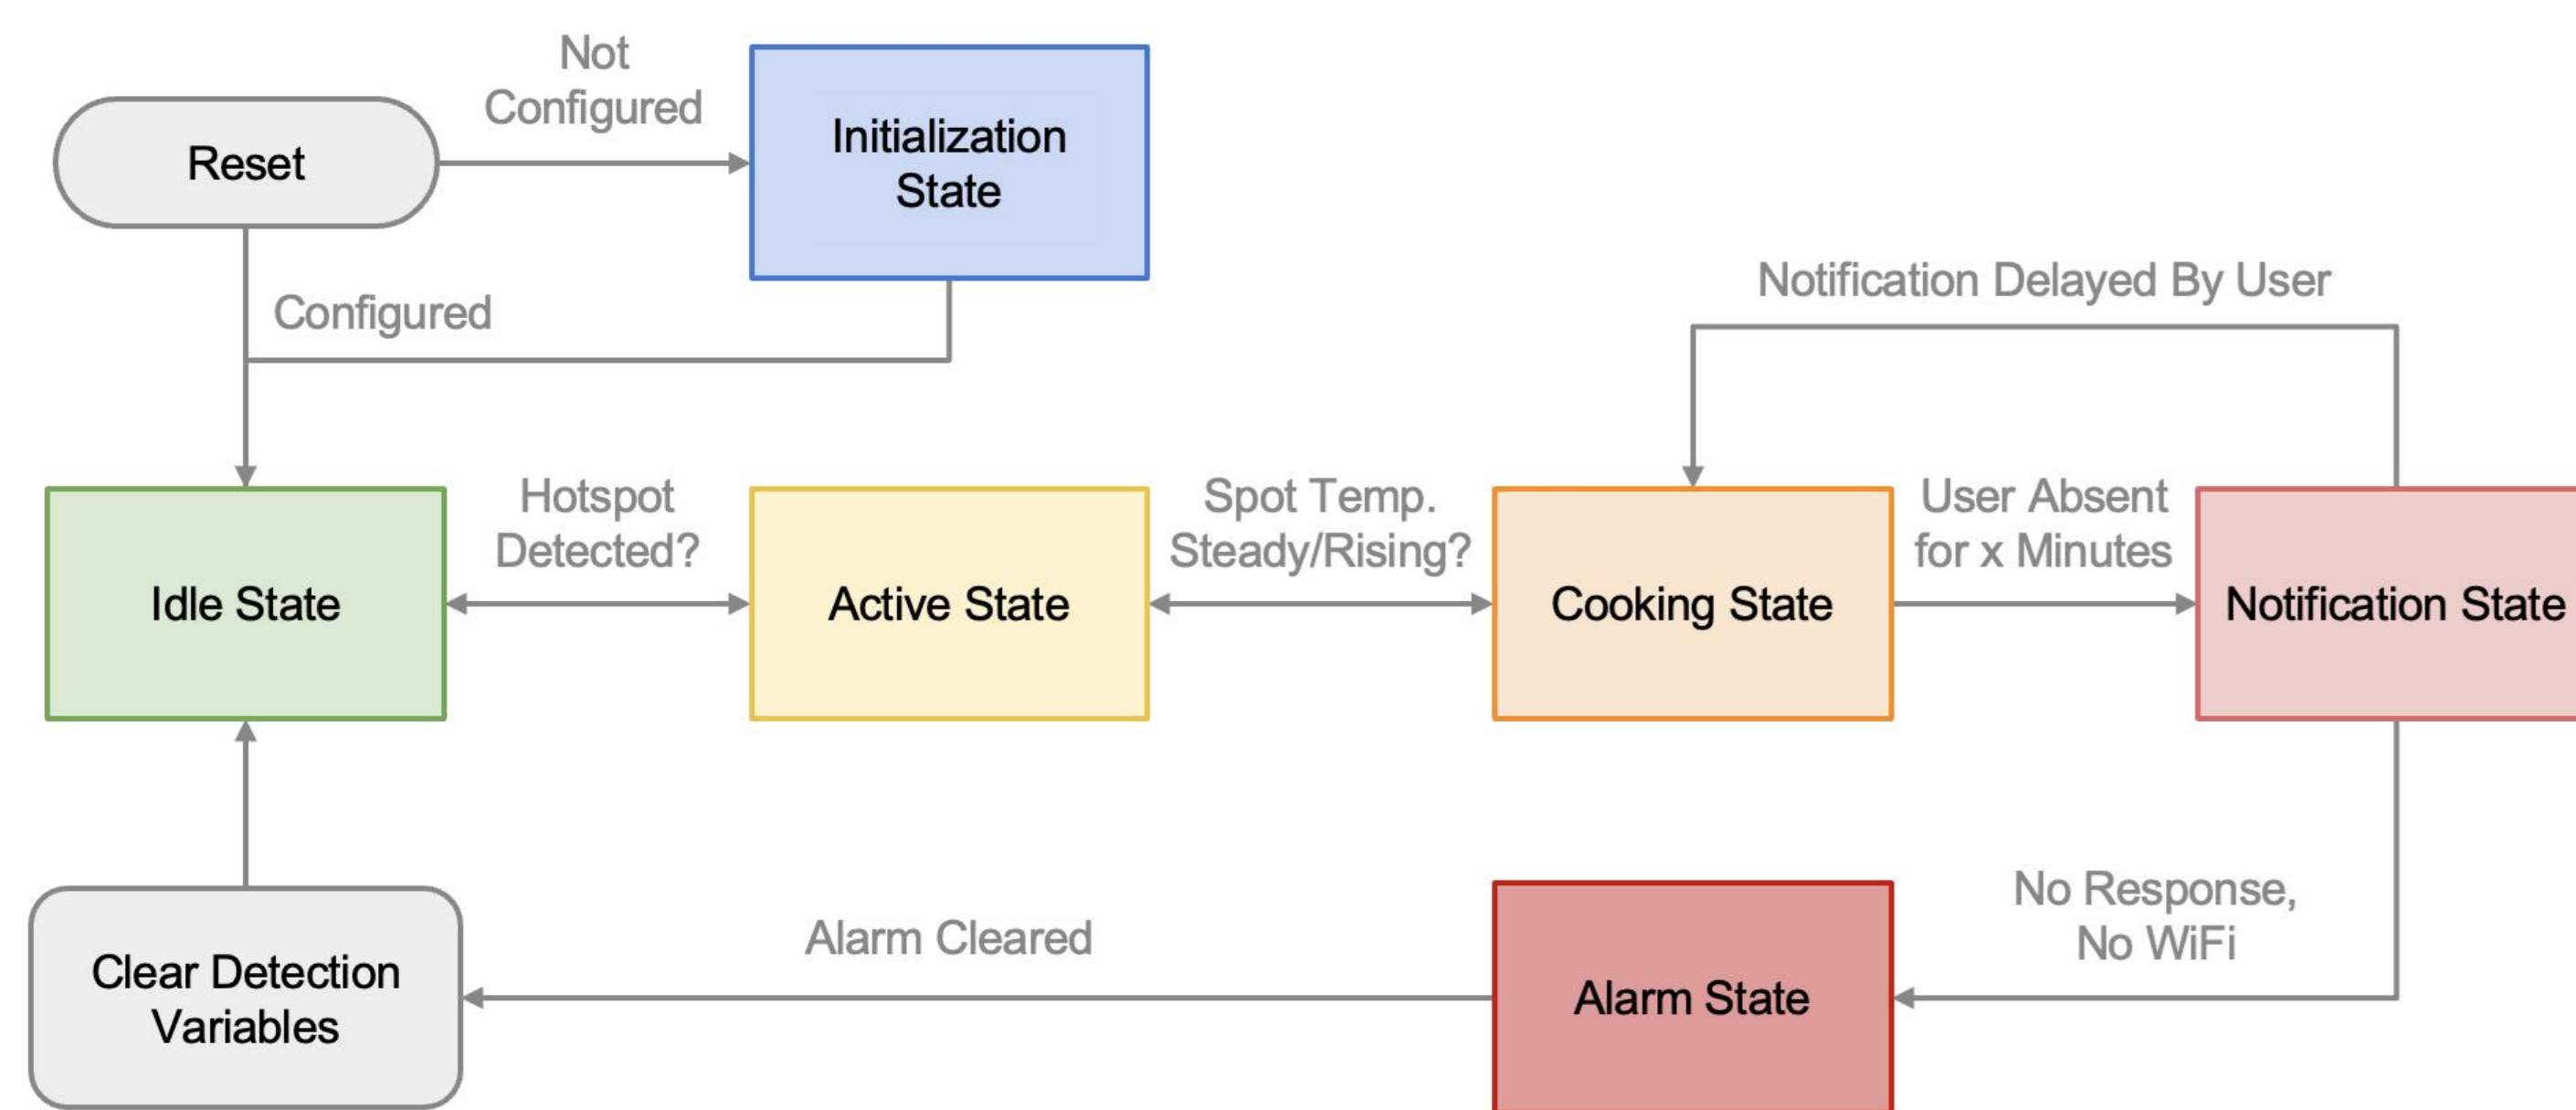 Not
Configured
Reset
Initialization
State
Configured
Notification Delayed By User
Hotspot
Detected?
Spot Temp.
Steady/Rising?
User Absent
for x Minutes
Idle State
Active State
Cooking State
Notification State
No Response,
No WiFi
Alarm Cleared
Clear Detection
Variables
Alarm State